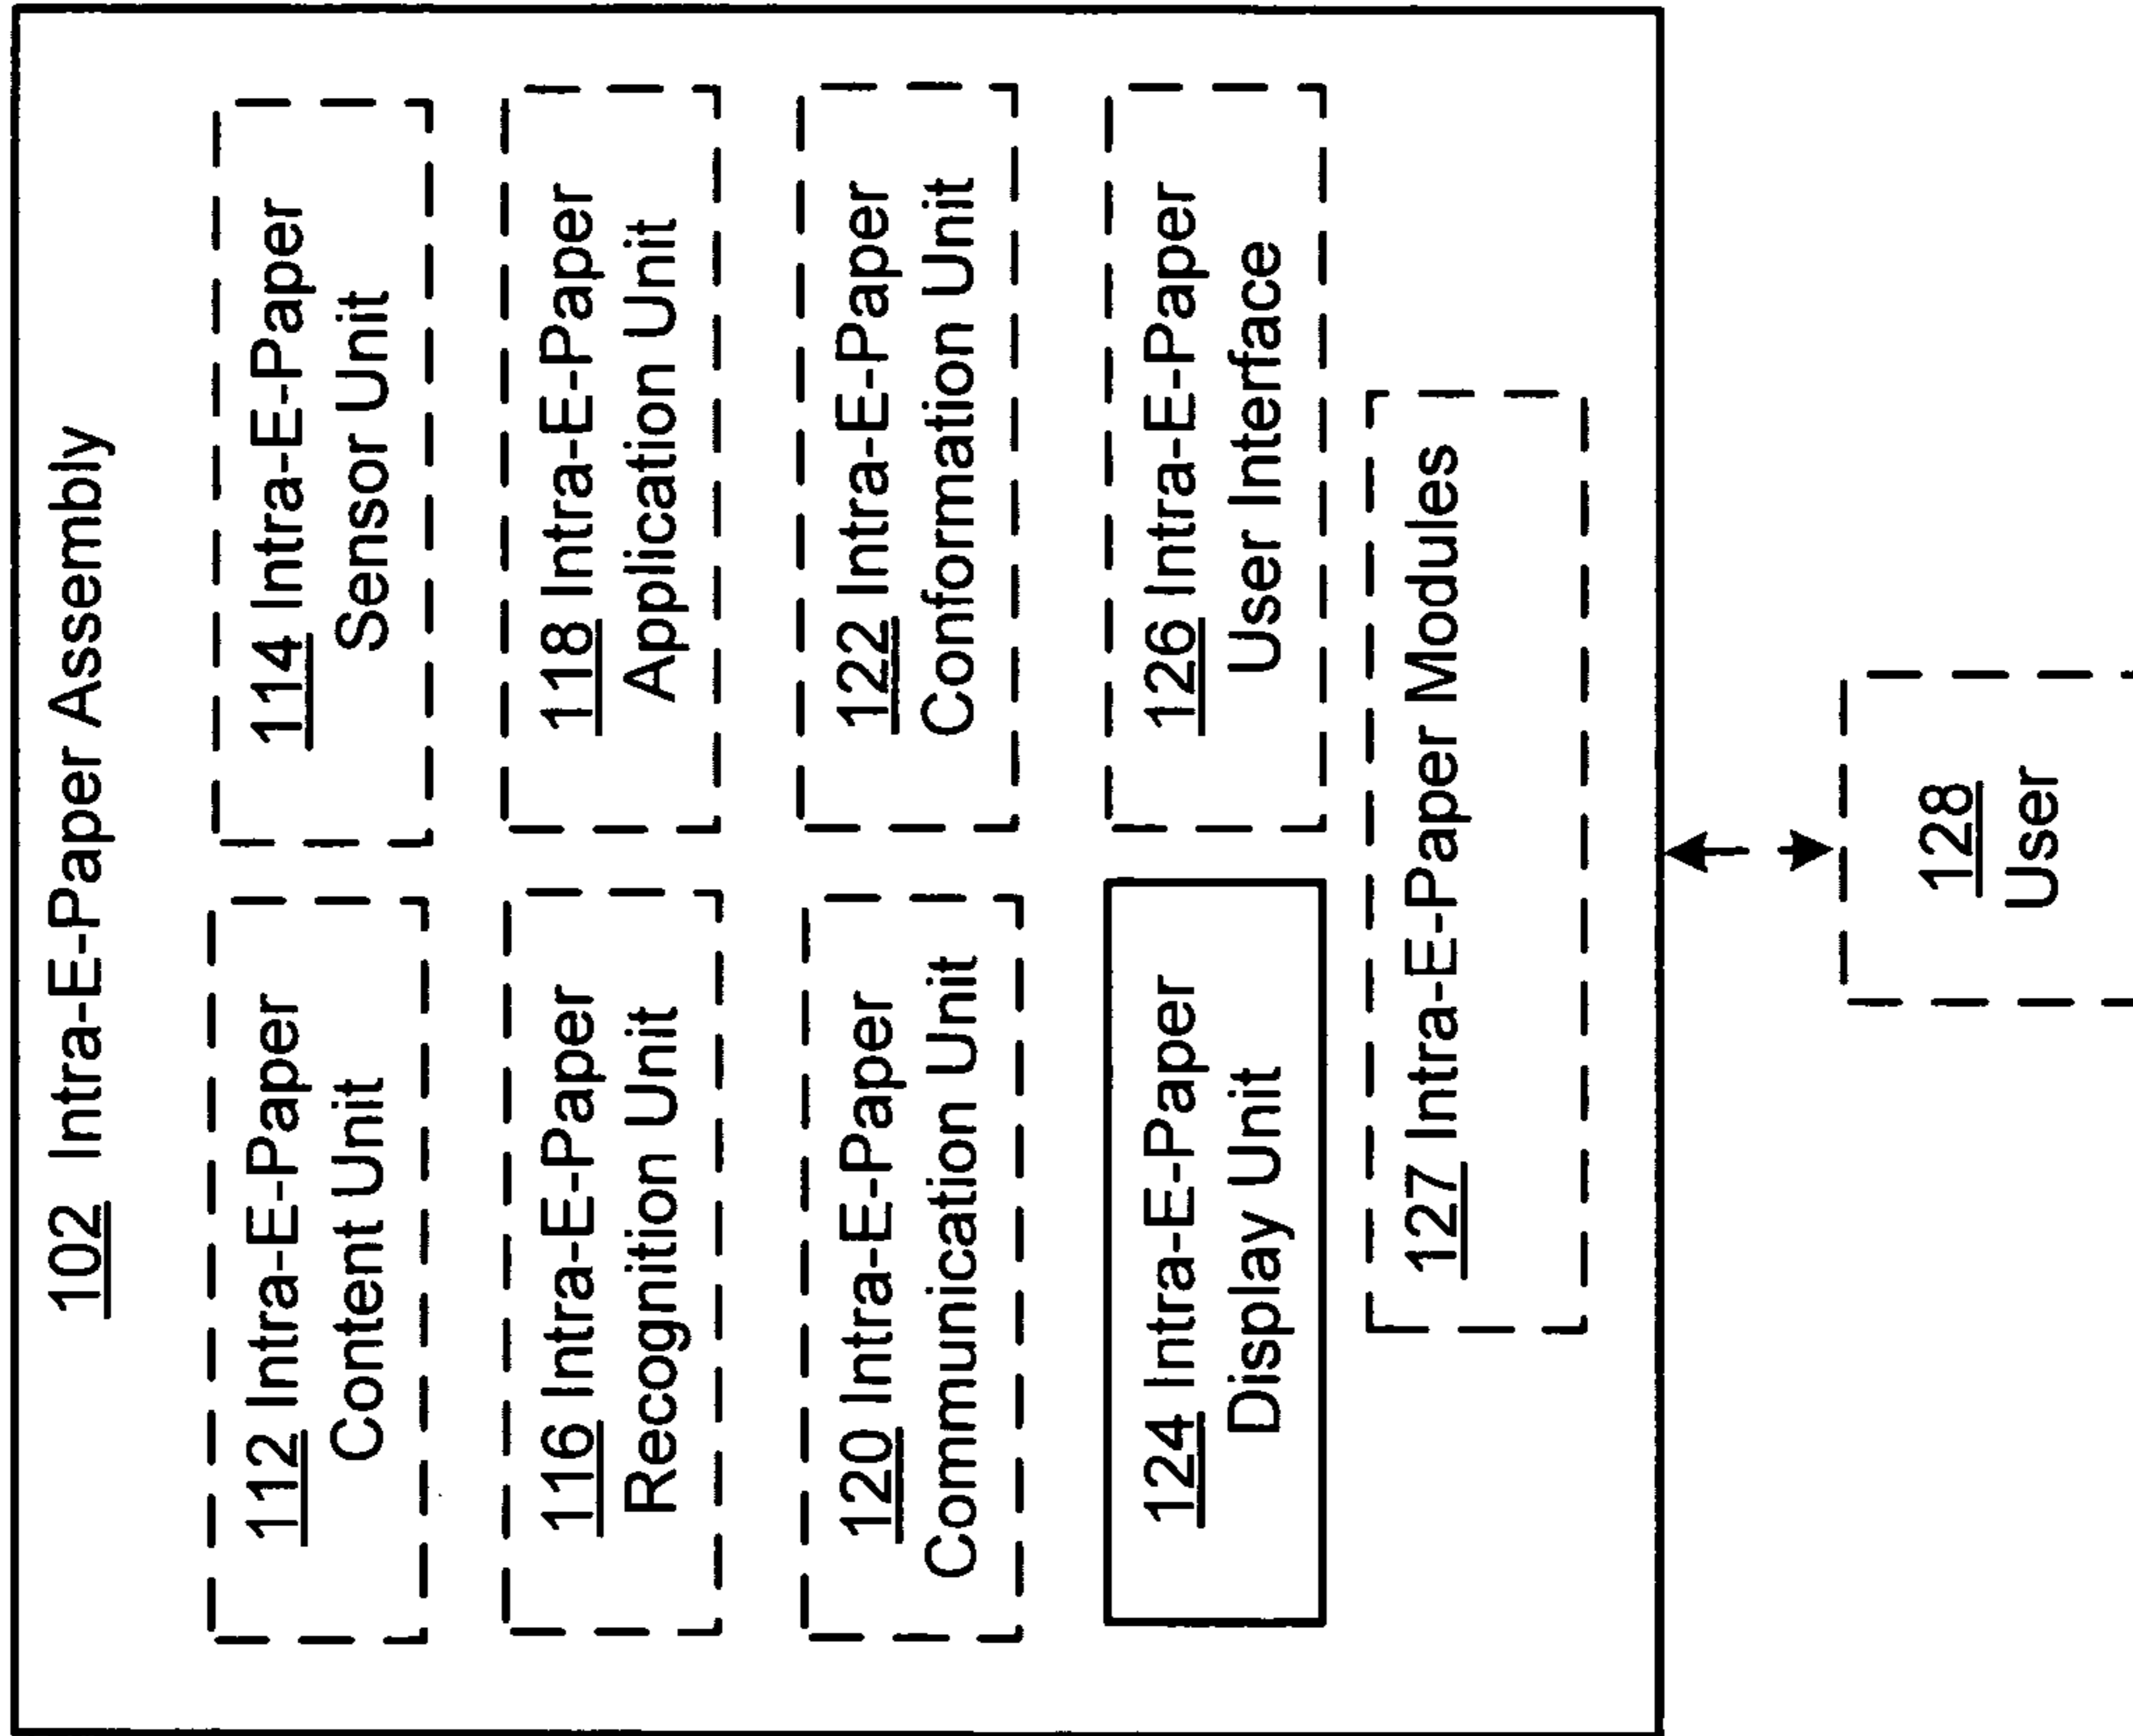 102 Intra-E-Paper Assembly
112 Intra-E-Paper
Content Unit
114 Intra-E-Paper
Sensor Unit
116 Intra-E-Paper
Recognition Unit
118 Intra-E-Paper
Application Unit
120 Intra-E-Paper
Communication Unit
122 Intra-E-Paper
Conformation Unit
124 Intra-E-Paper
Display Unit
126 Intra-E-Paper
User Interface
127 Intra-E-Paper Modules
128
User